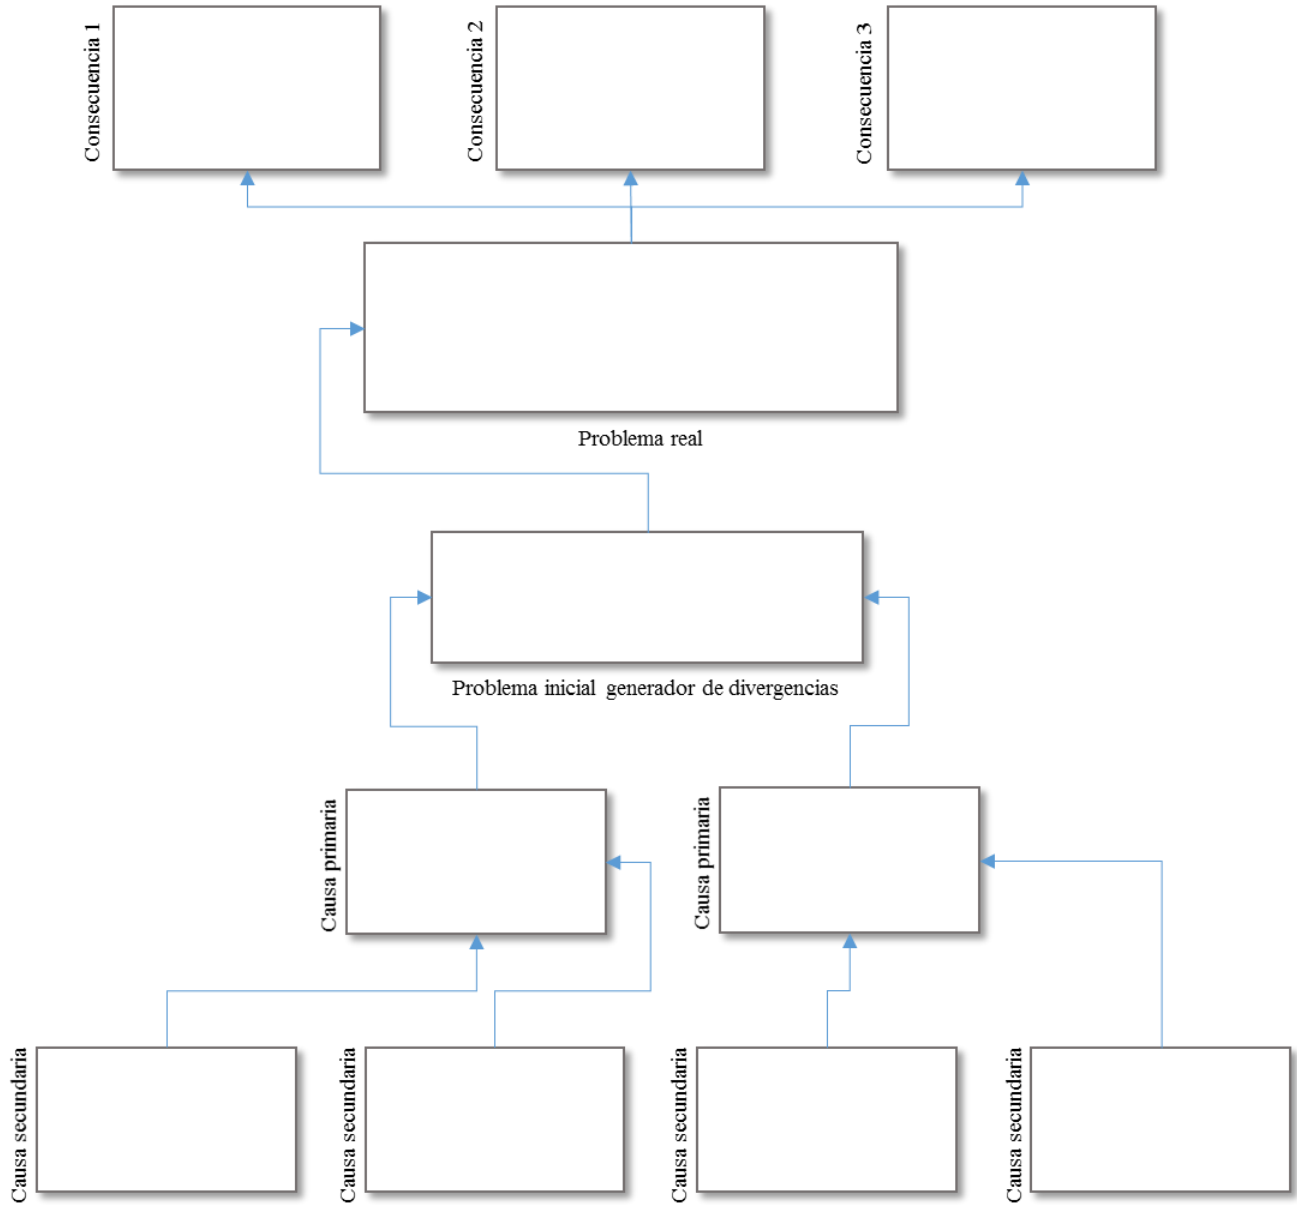 Consecuencia 1
Consecuencia 2
Consecuencia 3
Problema real
Problema inicial generador de divergencias
Causa primaria
Causa primaria
Causa secundaria
Causa secundaria
Causa secundaria
Causa secundaria